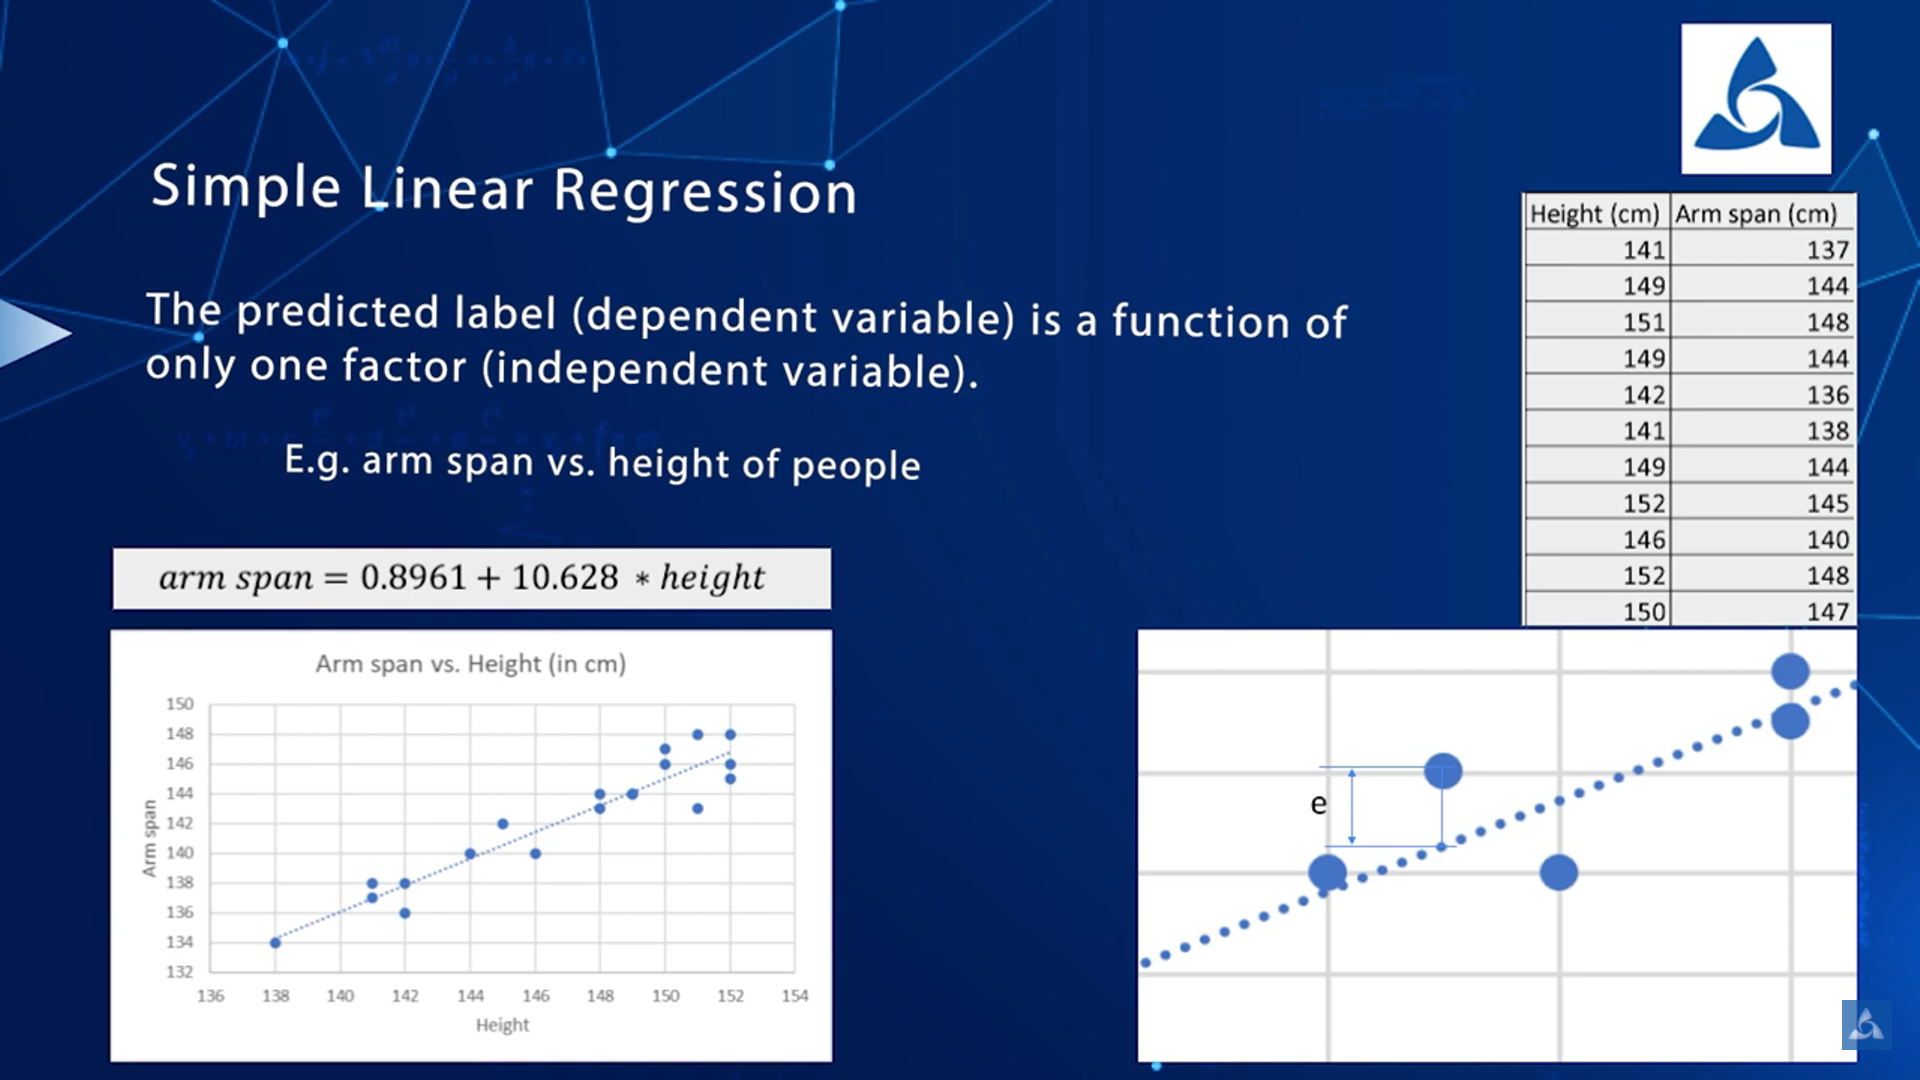 Simple Linear Regression
The predicted label (dependent variable) is a function of
only one factor (independent variable).
E.g. arm span vs. height of people
arm span = 0.8961 + 10.628 * height
Height (cm) Arm span (cm)
141 137
149 144
151 148
149 144
142 136
141 138
149 144
152 145
146 140
152 148
150 147
Arm span vs. Height (in cm)
150
148
146
144
142
140
138
136
134
132
Arm span
136 138 140 142 144 146 148 150 152 154
Height
e